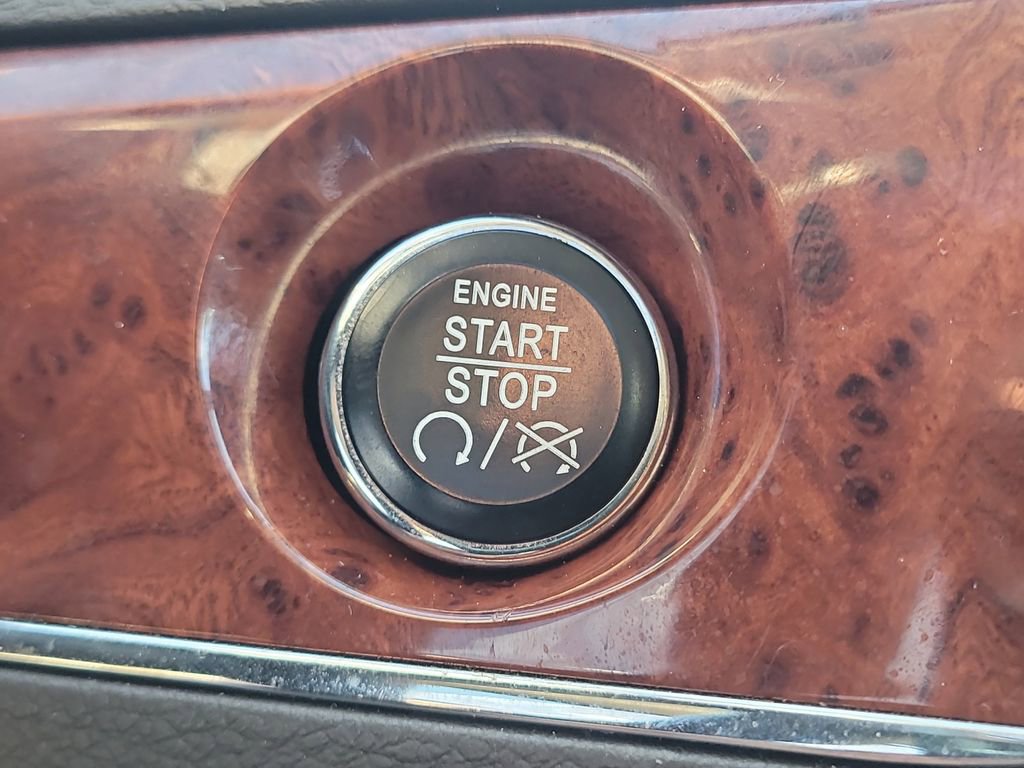 ENGINE
START
STOP
/